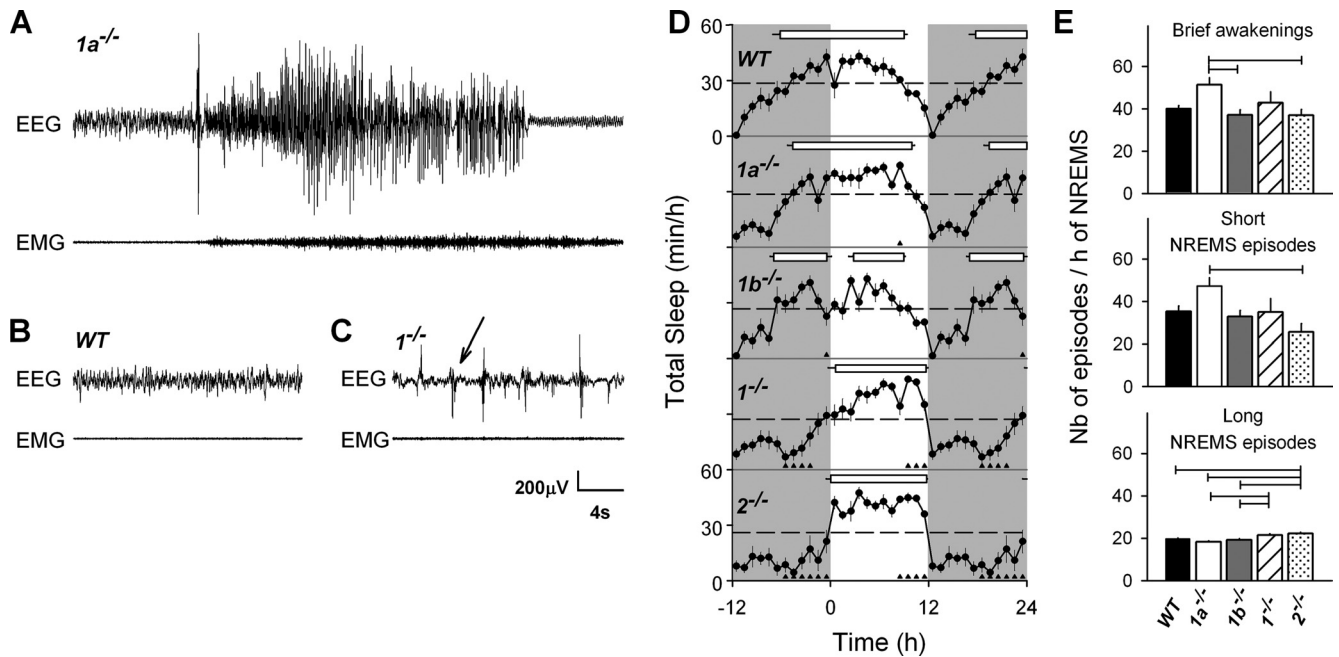 A
1a-/-
EEG
EMG
B
WT
EEG
EMG
C
1-/-
EEG
EMG
200µV
4s
D
Total Sleep (min/h)
60
30
0
WT
1a-/-
1b-/-
1-/-
60
30
0
2-/-
-12 0 12 24
Time (h)
E
Nb of episodes / h of NREMS
Brief awakenings
60
40
20
0
Short
NREMS episodes
60
40
20
0
Long
NREMS episodes
60
40
20
0
WT 1a-/- 1b-/- 1-/- 2-/-